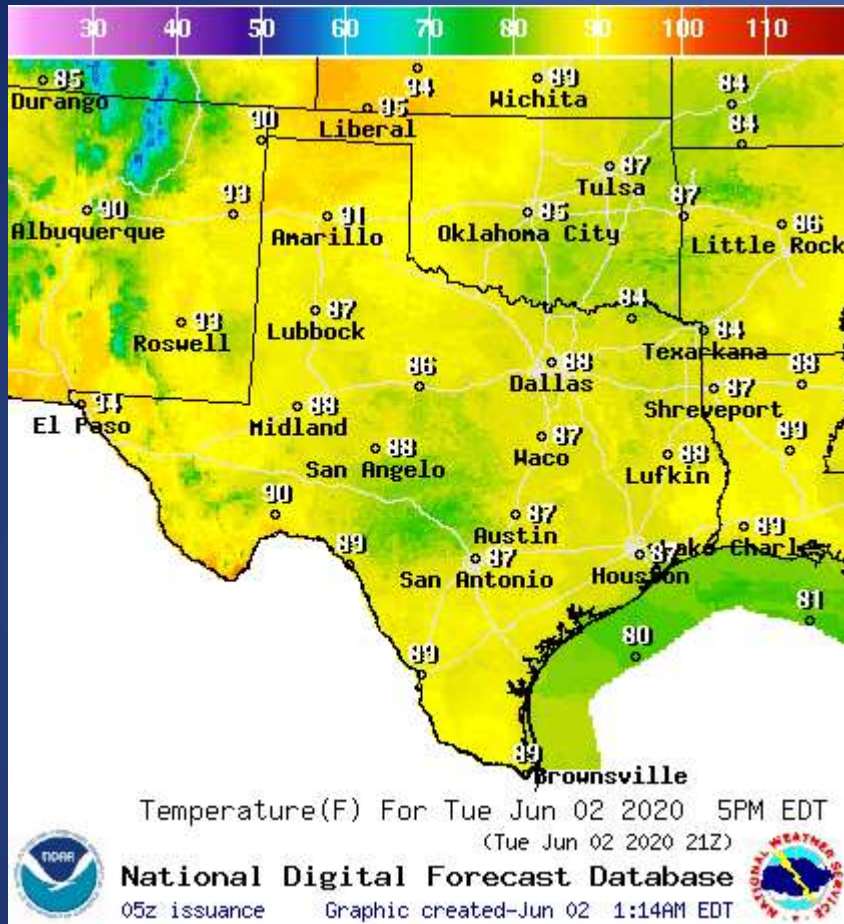 30 40 50 60 70 80 90 100 110
85
Durango
94
95
Liberal
89
Wichita
84
84
90
90
Albuquerque
93
91
Amarillo
85
Oklahoma City
87
Tulsa
87
86
Little Rock
93
Roswell
87
Lubbock
84
84
Texarkana
86
88
Dallas
87
Shreveport
88
94
El Paso
88
Midland
88
San Angelo
87
Waco
88
Lufkin
89
90
89
87
Austin
87
San Antonio
87
Houston
89
Lake Charles
81
80
89
89
Brownsville
Temperature(F) For Tue Jun 02 2020 5PM EDT
(Tue Jun 02 2020 21Z)
noaa
National Digital Forecast Database
05z issuance Graphic created-Jun 02 1:14AM EDT
NATIONAL WEATHER SERVICE